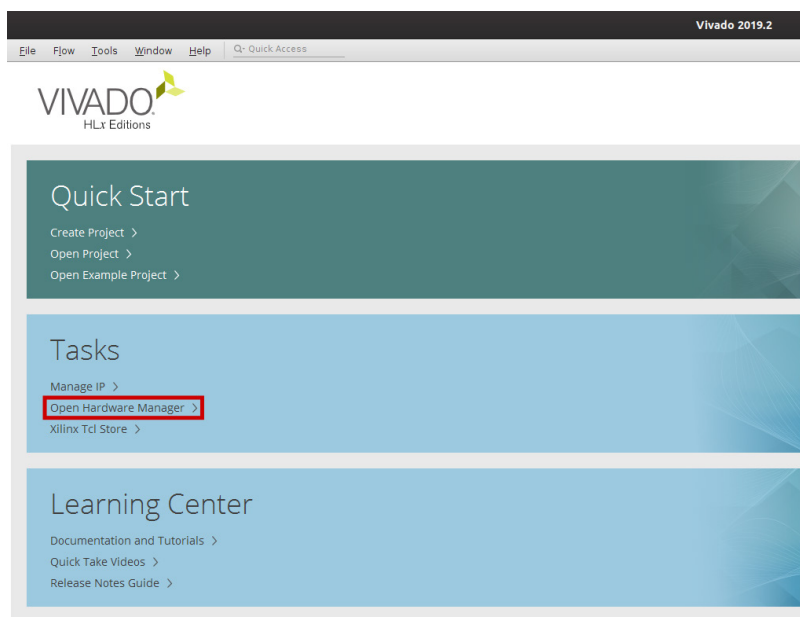 Vivado 2019.2
File Flow Tools Window Help Q- Quick Access
VIVADO.
HLx Editions
Quick Start
Create Project >
Open Project >
Open Example Project >
Tasks
Manage IP >
Open Hardware Manager >
Xilinx Tcl Store >
Learning Center
Documentation and Tutorials >
Quick Take Videos >
Release Notes Guide >